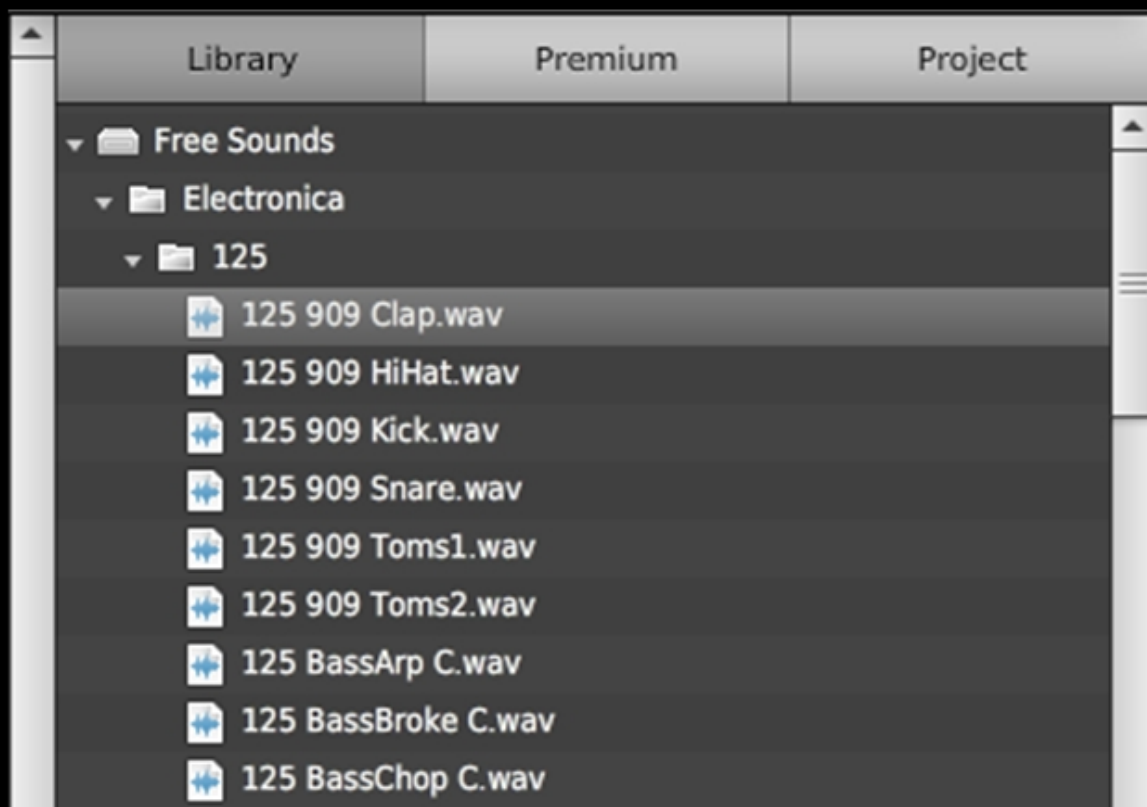 Library Premium Project
Free Sounds
Electronica
125
125 909 Clap.wav
125 909 HiHat.wav
125 909 Kick.wav
125 909 Snare.wav
125 909 Toms1.wav
125 909 Toms2.wav
125 BassArp C.wav
125 BassBroke C.wav
125 BassChop C.wav